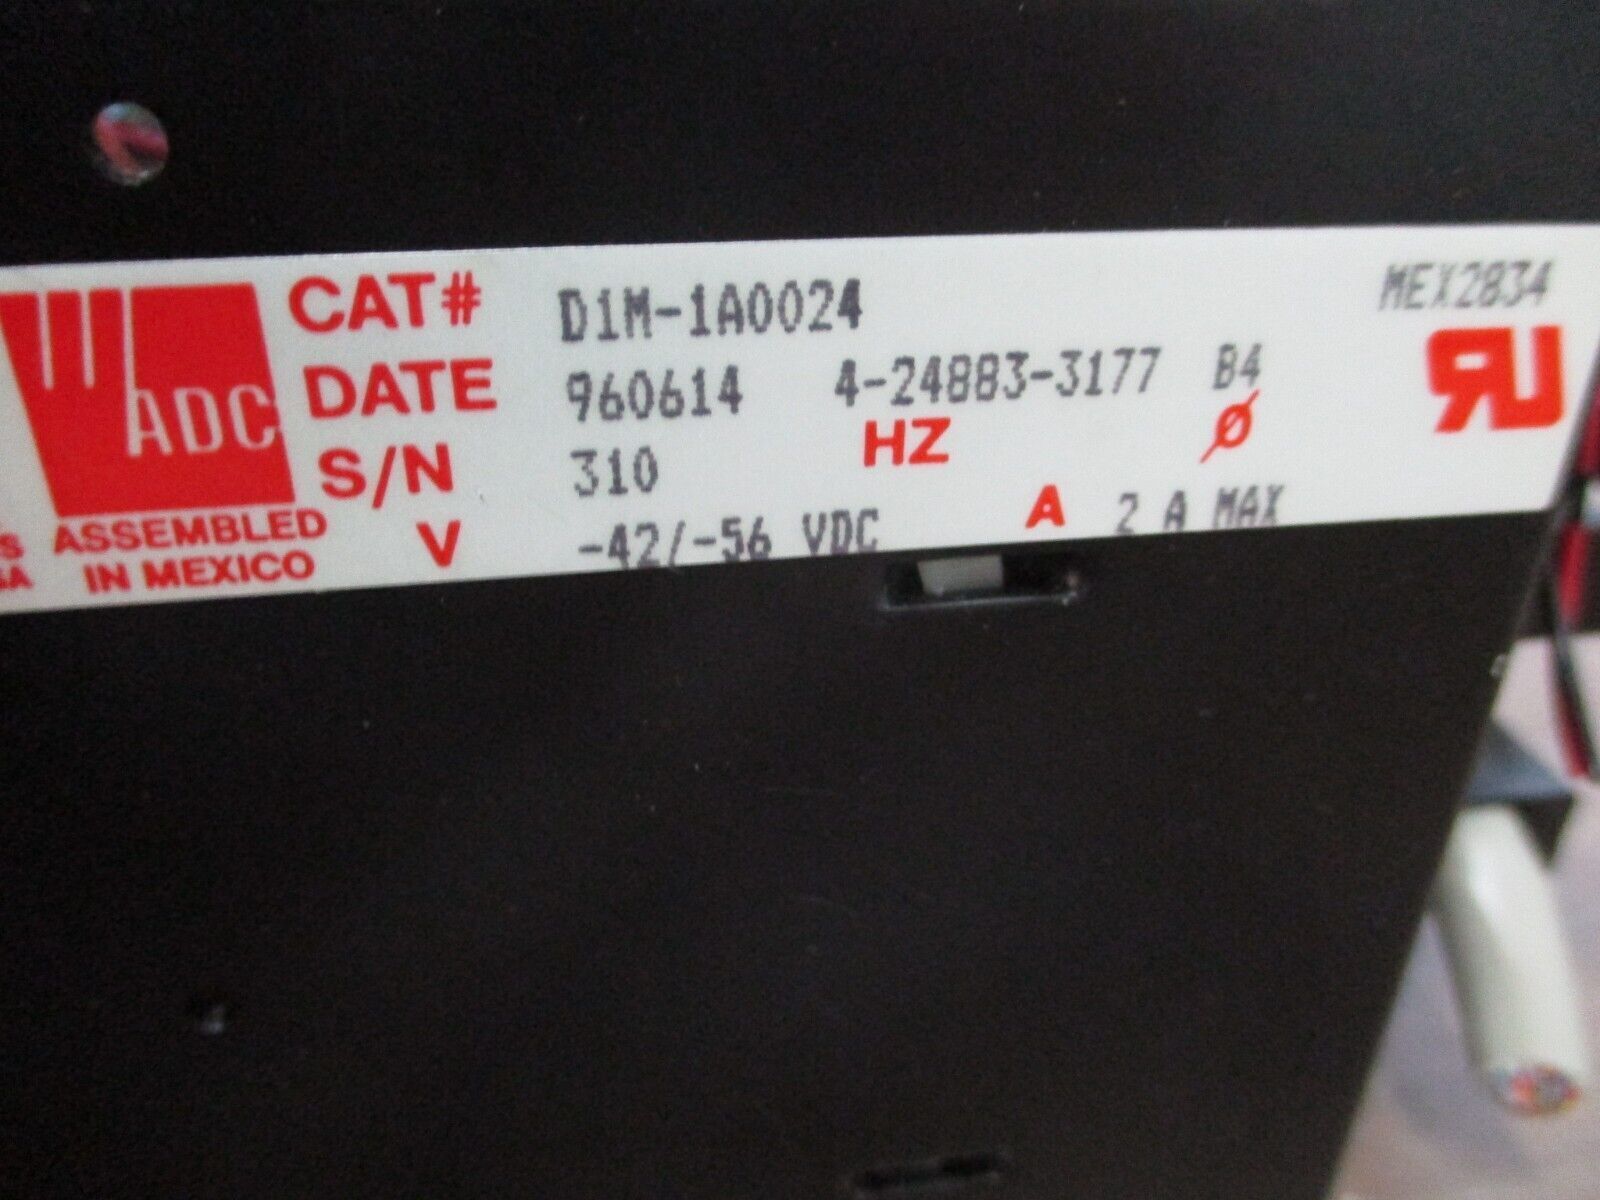 MEX2834
CAT# D1M-1A0024
ADC
DATE 960614 4-24883-3177 B4
S/N 310 HZ Ø
ASSEMBLED
IN MEXICO
V -42/-56 VDC A 2 A MAX
RU